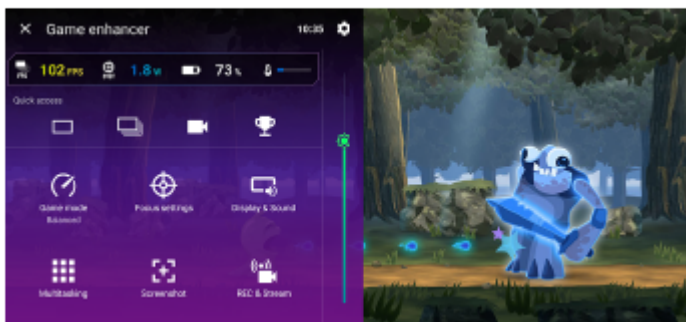 Game enhancer 10:35
102 FPS 1.8 W 73 %
Quick access
Game mode Focus settings Display & Sound
Balanced
Multitasking Screenshot REC & Stream